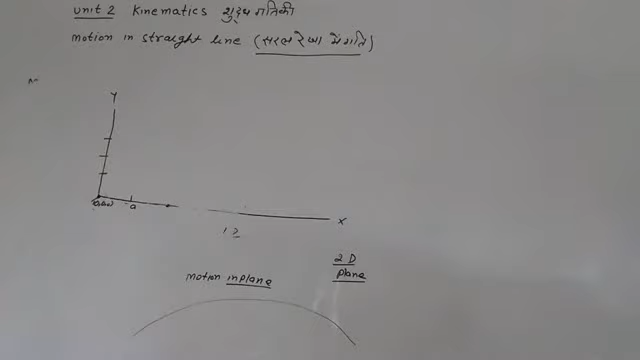 unit 2 Kinematics शुद्ध गतिकी
motion in straight line (सरल रेखा में गति)
Y
a
X
1 D
2 D
plane
motion in plane